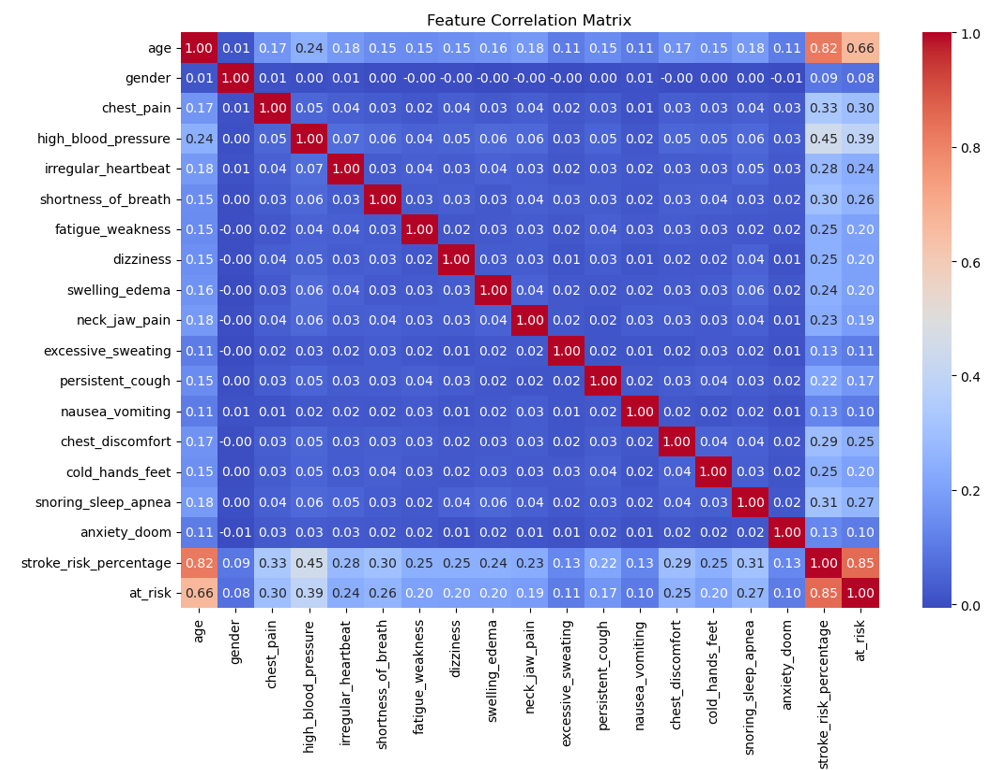 Feature Correlation Matrix
age 1.00 0.01 0.17 0.24 0.18 0.15 0.15 0.15 0.16 0.18 0.11 0.15 0.11 0.17 0.15 0.18 0.11 0.82 0.66
gender 0.01 1.00 0.01 0.00 0.01 0.00 -0.00 -0.00 -0.00 -0.00 -0.00 0.00 0.01 -0.00 0.00 0.00 -0.01 0.09 0.08
chest_pain 0.17 0.01 1.00 0.05 0.04 0.03 0.02 0.04 0.03 0.04 0.02 0.03 0.01 0.03 0.03 0.04 0.03 0.33 0.30
high_blood_pressure 0.24 0.00 0.05 1.00 0.07 0.06 0.04 0.05 0.06 0.06 0.03 0.05 0.02 0.05 0.05 0.06 0.03 0.45 0.39
irregular_heartbeat 0.18 0.01 0.04 0.07 1.00 0.03 0.04 0.03 0.04 0.03 0.02 0.03 0.02 0.03 0.03 0.05 0.03 0.28 0.24
shortness_of_breath 0.15 0.00 0.03 0.06 0.03 1.00 0.03 0.03 0.03 0.04 0.03 0.03 0.02 0.03 0.04 0.03 0.02 0.30 0.26
fatigue_weakness 0.15 -0.00 0.02 0.04 0.04 0.03 1.00 0.02 0.03 0.03 0.02 0.04 0.03 0.03 0.03 0.02 0.02 0.25 0.20
dizziness 0.15 -0.00 0.04 0.05 0.03 0.03 0.02 1.00 0.03 0.03 0.01 0.03 0.01 0.02 0.02 0.04 0.01 0.25 0.20
swelling_edema 0.16 -0.00 0.03 0.06 0.04 0.03 0.03 0.03 1.00 0.04 0.02 0.02 0.02 0.03 0.03 0.06 0.02 0.24 0.20
neck_jaw_pain 0.18 -0.00 0.04 0.06 0.03 0.04 0.03 0.03 0.04 1.00 0.02 0.02 0.03 0.03 0.03 0.04 0.01 0.23 0.19
excessive_sweating 0.11 -0.00 0.02 0.03 0.02 0.03 0.02 0.01 0.02 0.02 1.00 0.02 0.01 0.02 0.03 0.02 0.01 0.13 0.11
persistent_cough 0.15 0.00 0.03 0.05 0.03 0.03 0.04 0.03 0.02 0.02 0.02 1.00 0.02 0.03 0.04 0.03 0.02 0.22 0.17
nausea_vomiting 0.11 0.01 0.01 0.02 0.02 0.02 0.03 0.01 0.02 0.03 0.01 0.02 1.00 0.02 0.02 0.02 0.01 0.13 0.10
chest_discomfort 0.17 -0.00 0.03 0.05 0.03 0.03 0.03 0.02 0.03 0.03 0.02 0.03 0.02 1.00 0.04 0.04 0.02 0.29 0.25
cold_hands_feet 0.15 0.00 0.03 0.05 0.03 0.04 0.03 0.02 0.03 0.03 0.03 0.04 0.02 0.04 1.00 0.03 0.02 0.25 0.20
snoring_sleep_apnea 0.18 0.00 0.04 0.06 0.05 0.03 0.02 0.04 0.06 0.04 0.02 0.03 0.02 0.04 0.03 1.00 0.02 0.31 0.27
anxiety_doom 0.11 -0.01 0.03 0.03 0.03 0.02 0.02 0.01 0.02 0.01 0.01 0.02 0.01 0.02 0.02 0.02 1.00 0.13 0.10
stroke_risk_percentage 0.82 0.09 0.33 0.45 0.28 0.30 0.25 0.25 0.24 0.23 0.13 0.22 0.13 0.29 0.25 0.31 0.13 1.00 0.85
at_risk 0.66 0.08 0.30 0.39 0.24 0.26 0.20 0.20 0.20 0.19 0.11 0.17 0.10 0.25 0.20 0.27 0.10 0.85 1.00
age
gender
chest_pain
high_blood_pressure
irregular_heartbeat
shortness_of_breath
fatigue_weakness
dizziness
swelling_edema
neck_jaw_pain
excessive_sweating
persistent_cough
nausea_vomiting
chest_discomfort
cold_hands_feet
snoring_sleep_apnea
anxiety_doom
stroke_risk_percentage
at_risk
1.0
0.8
0.6
0.4
0.2
0.0